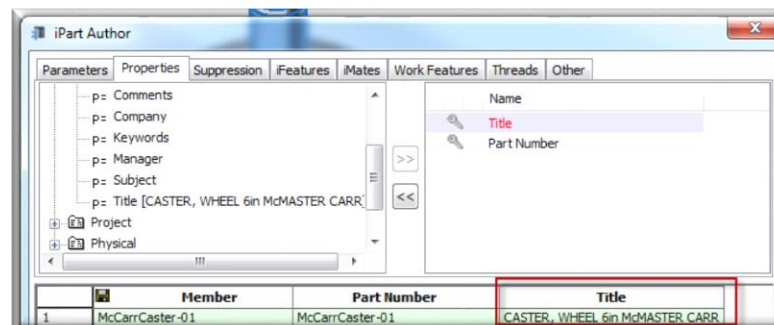 iPart Author
Parameters Properties Suppression iFeatures iMates Work Features Threads Other
p= Comments
p= Company
p= Keywords
p= Manager
p= Subject
p= Title [CASTER, WHEEL 6in McMASTER CARR]
Project
Physical
>>
<<
Name
Title
Part Number
Member Part Number Title
1 McCarrCaster-01 McCarrCaster-01 CASTER, WHEEL 6in McMASTER CARR